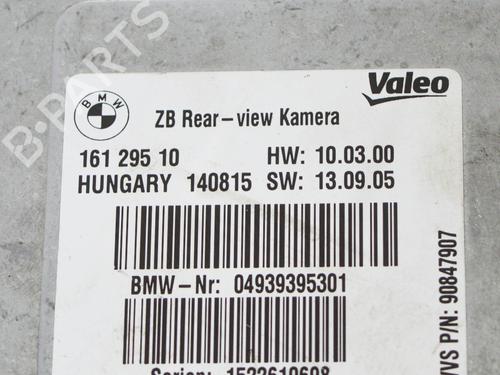 BMW
Valeo
ZB Rear-view Kamera
161 295 10 HW: 10.03.00
HUNGARY 140815 SW: 13.09.05
BMW-Nr: 04939395301
VVS P/N: 90847907
B-PARTS